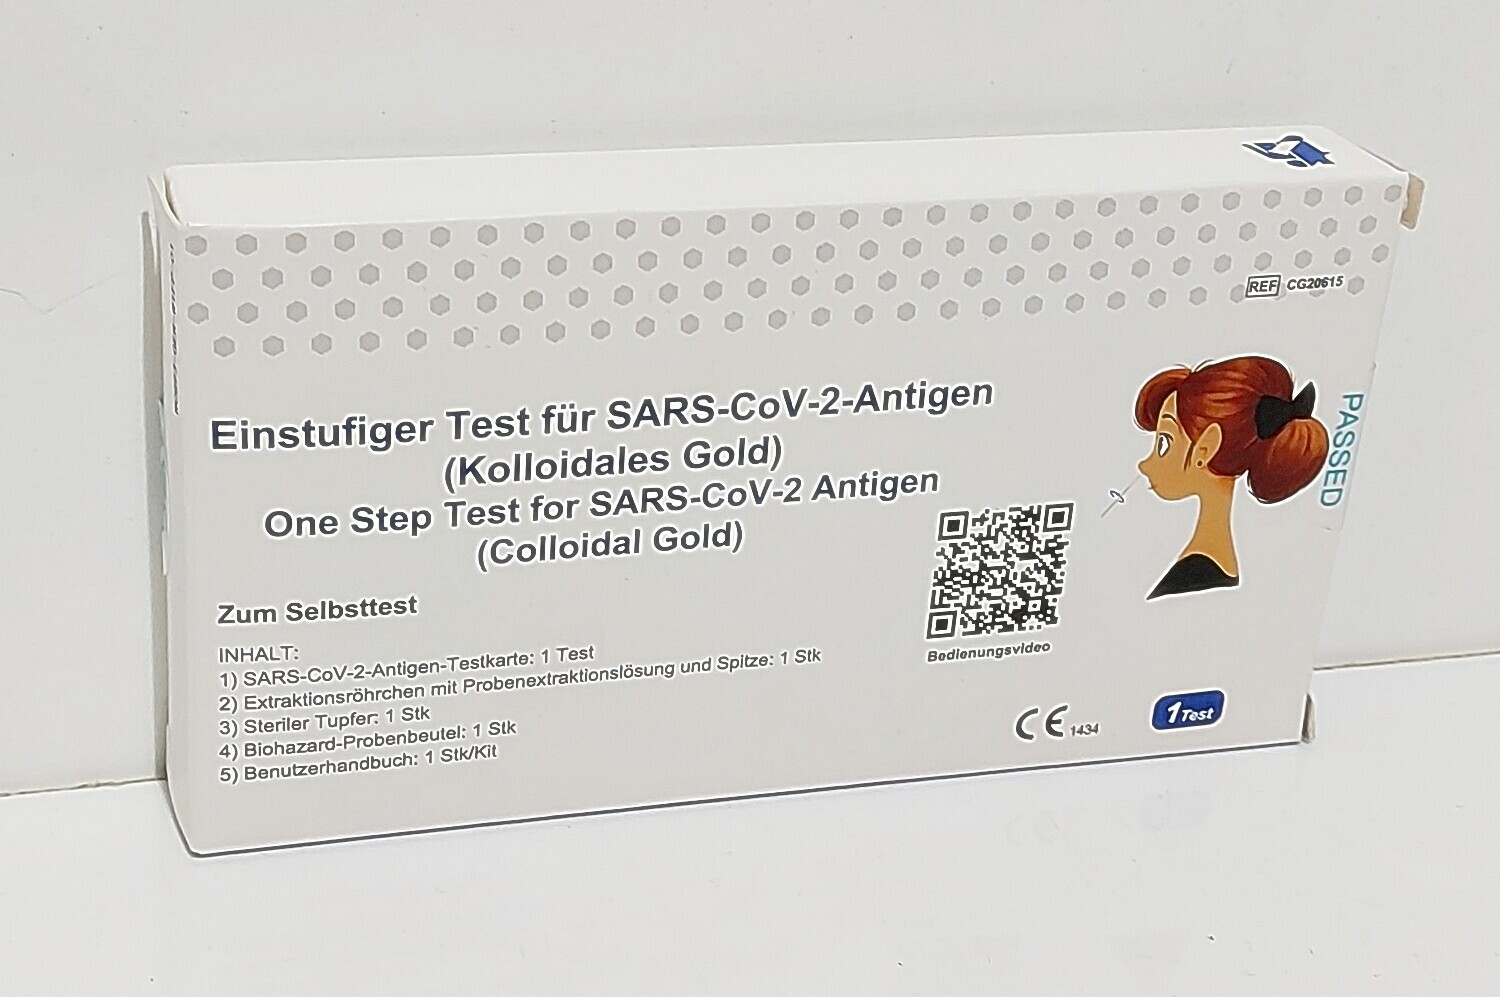 REF CG20615
Einstufiger Test für SARS-CoV-2-Antigen
(Kolloidales Gold)
One Step Test for SARS-CoV-2 Antigen
(Colloidal Gold)
PASSED
Zum Selbsttest
INHALT:
1) SARS-CoV-2-Antigen-Testkarte: 1 Test
2) Extraktionsröhrchen mit Probenextraktionslösung und Spitze: 1 Stk
3) Steriler Tupfer: 1 Stk
4) Biohazard-Probenbeutel: 1 Stk
5) Benutzerhandbuch: 1 Stk/Kit
Bedienungsvideo
CE 1434
1 Test